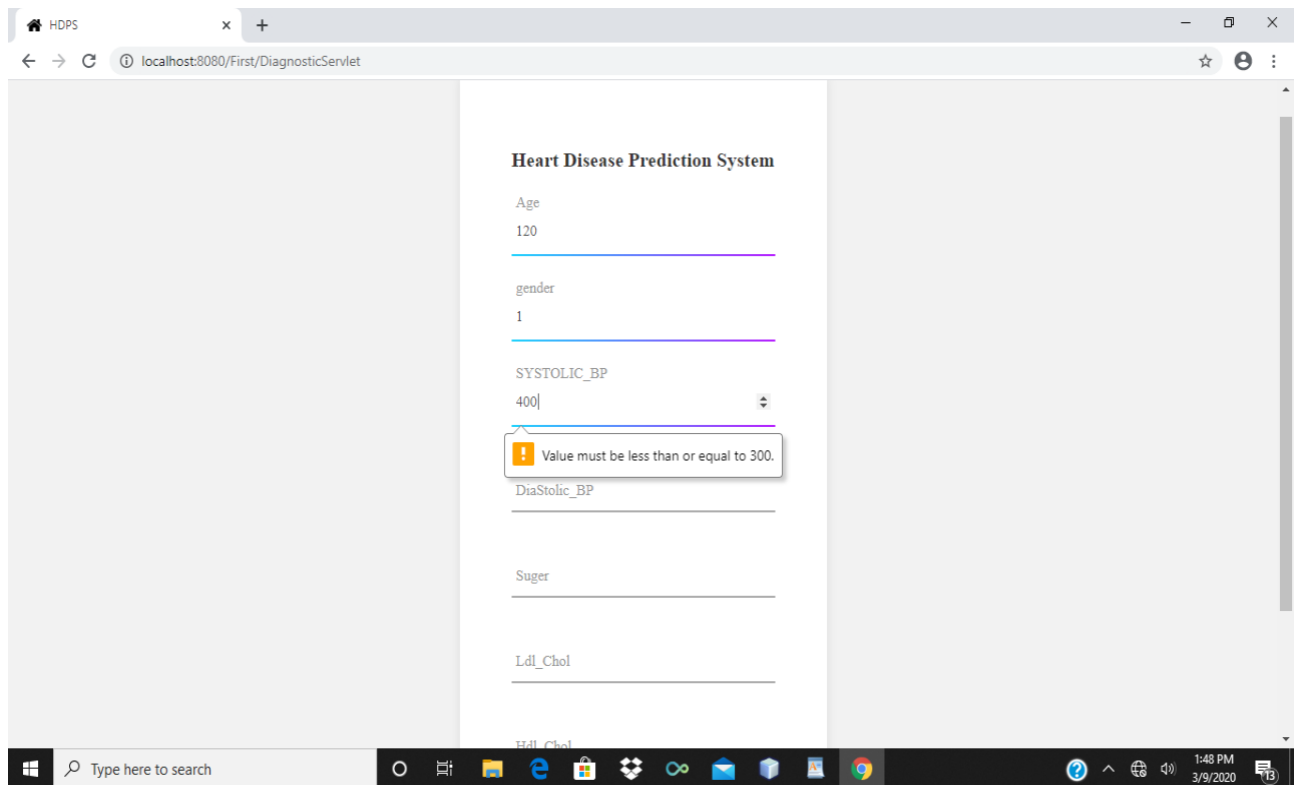 HDPS
localhost:8080/First/DiagnosticServlet
Heart Disease Prediction System
Age
120
gender
1
SYSTOLIC_BP
400
Value must be less than or equal to 300.
DiaStolic_BP
Suger
Ldl_Chol
Hdl_Chol
Type here to search
1:48 PM
3/9/2020
13